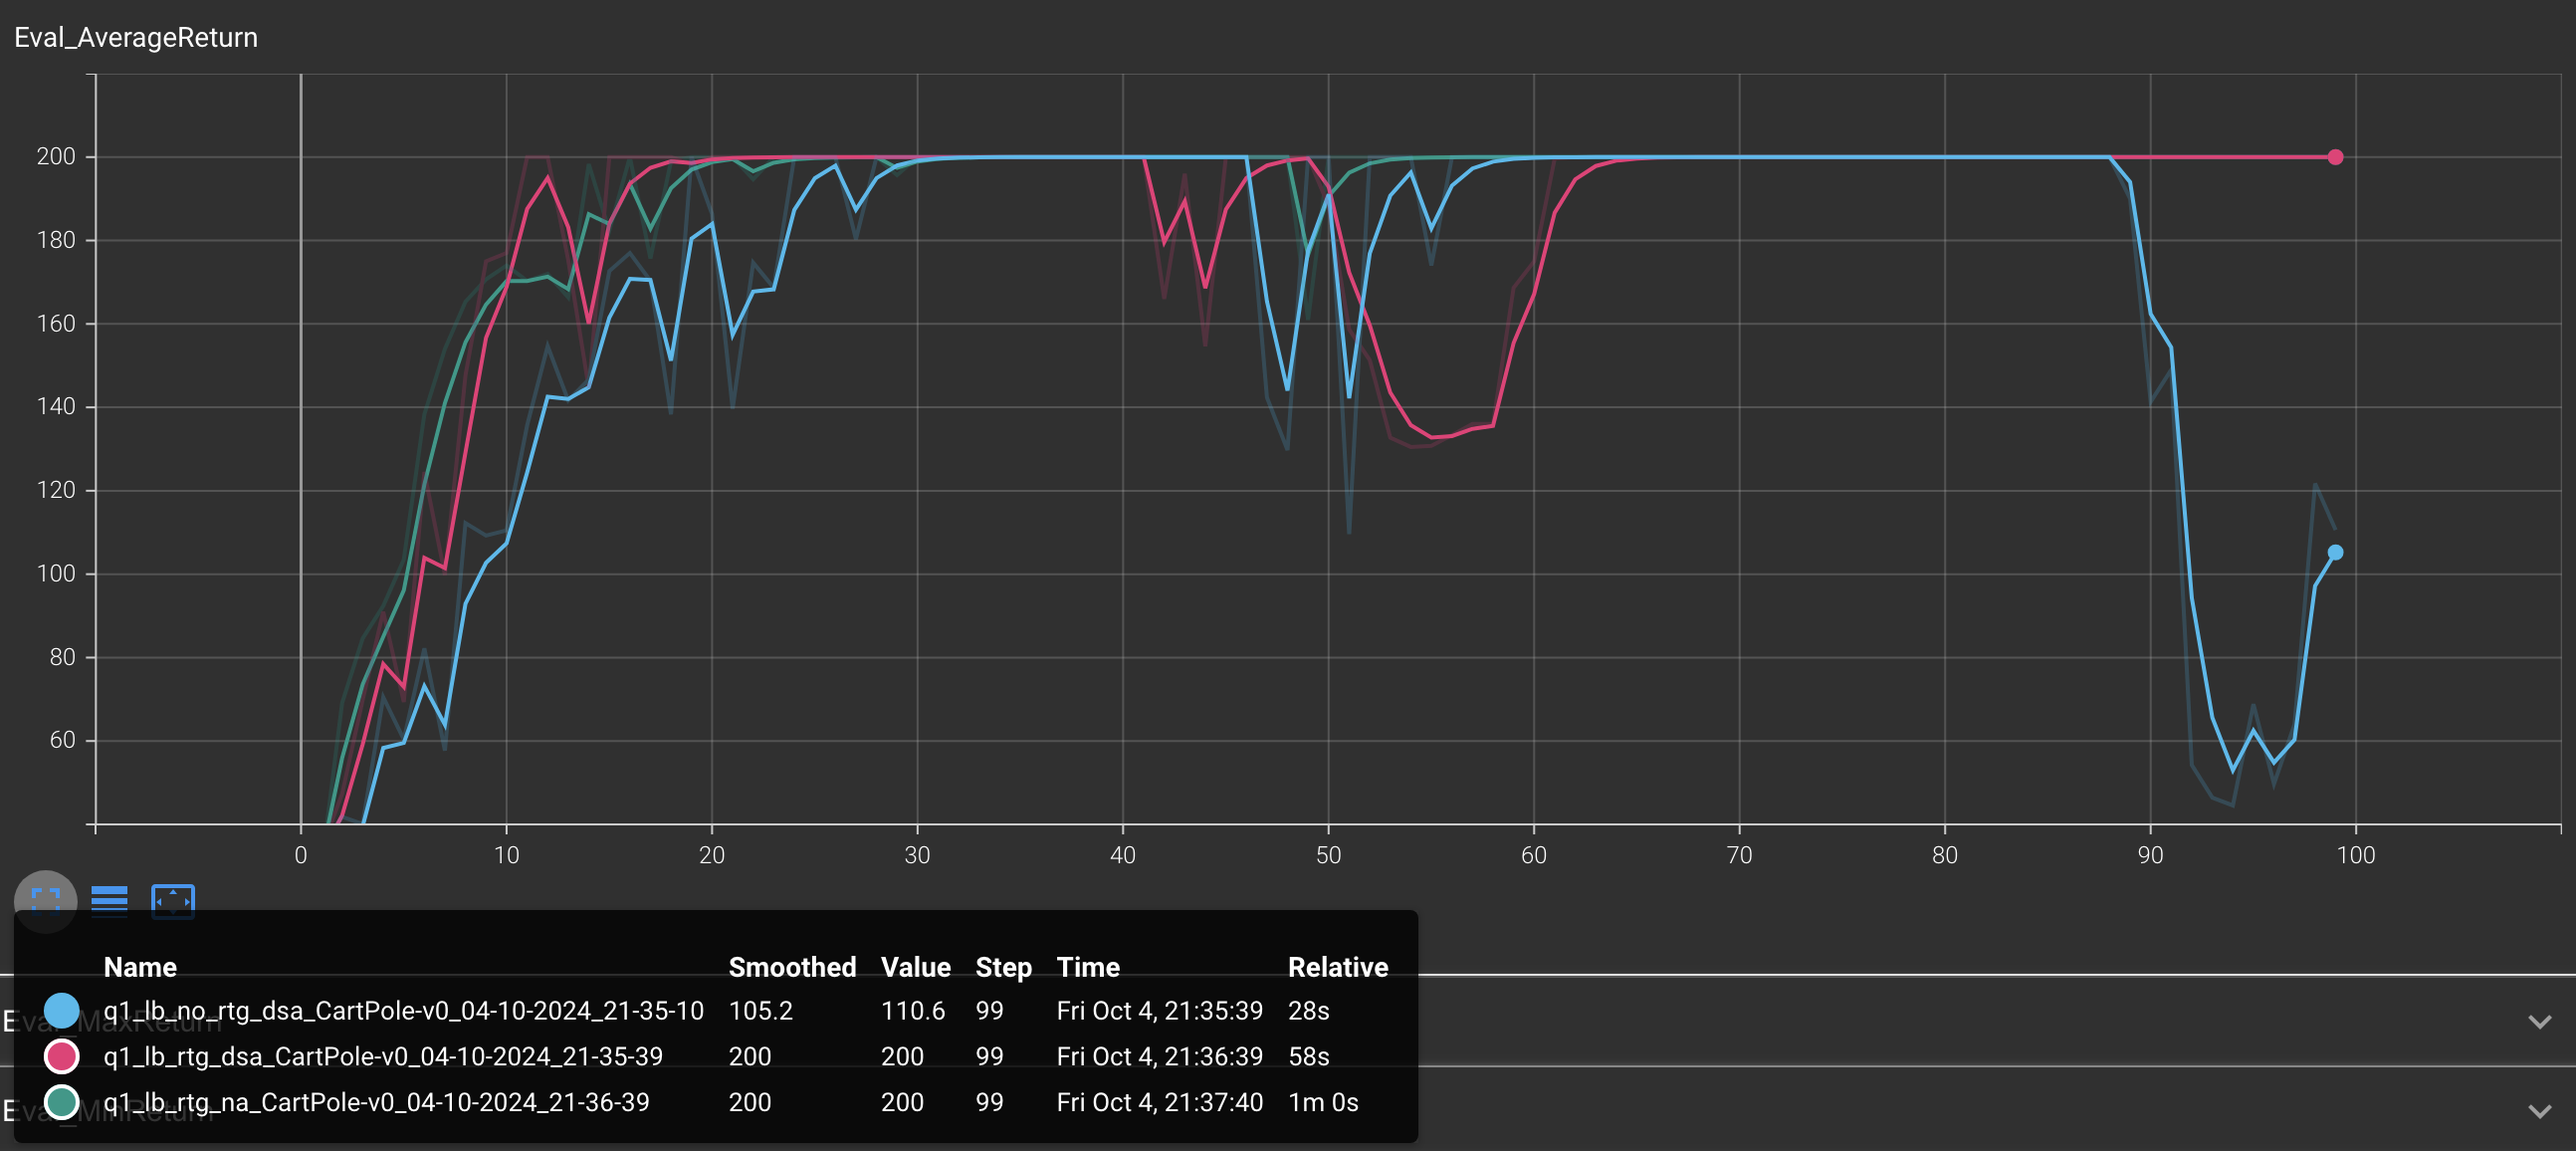 Eval_AverageReturn
200
180
160
140
120
100
80
60
0 10 20 30 40 50 60 70 80 90 100
Name Smoothed Value Step Time Relative
q1_lb_no_rtg_dsa_CartPole-v0_04-10-2024_21-35-10 105.2 110.6 99 Fri Oct 4, 21:35:39 28s
Eval_MaxReturn
q1_lb_rtg_dsa_CartPole-v0_04-10-2024_21-35-39 200 200 99 Fri Oct 4, 21:36:39 58s
q1_lb_rtg_na_CartPole-v0_04-10-2024_21-36-39 200 200 99 Fri Oct 4, 21:37:40 1m 0s
Eval_MinReturn